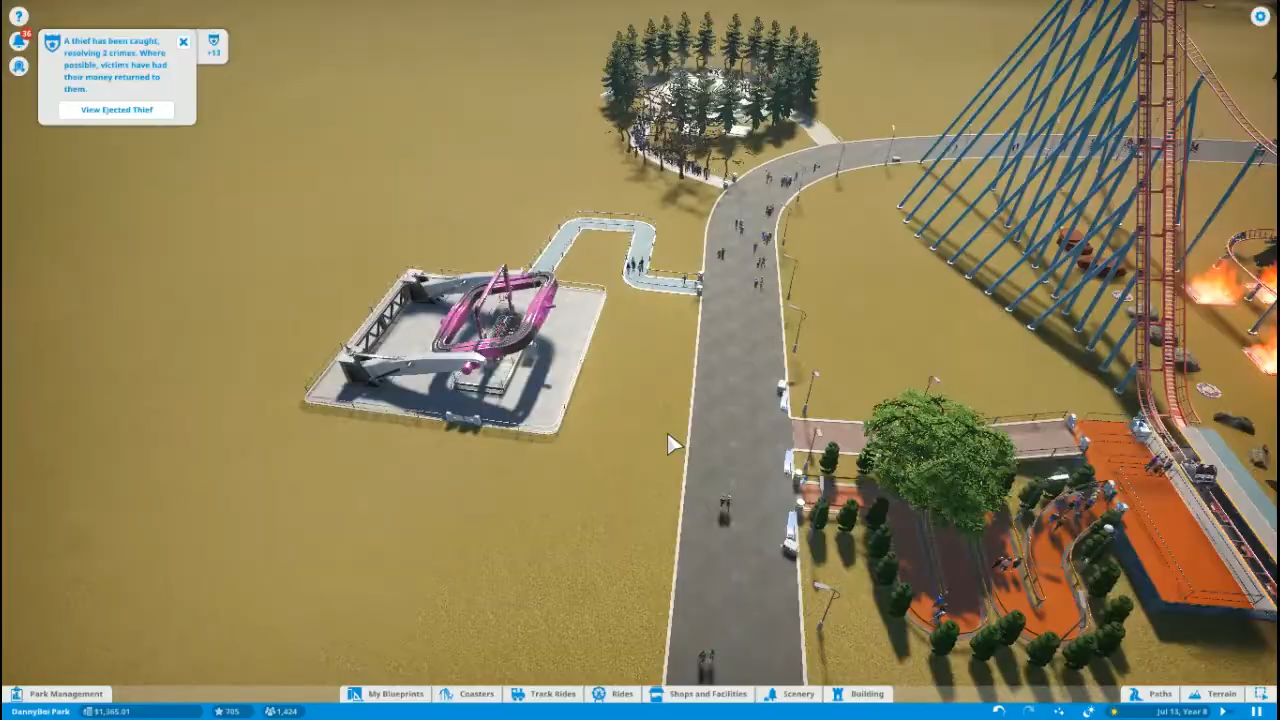 ?
36
A thief has been caught,
resolving 2 crimes. Where
possible, victims have had
their money returned to
them.
View Ejected Thief
+13
Park Management
My Blueprints
Coasters
Track Rides
Rides
Shops and Facilities
Scenery
Building
Paths
Terrain
DannyBoi Park
$1,365.01
705
1,424
Jul 13, Year 8